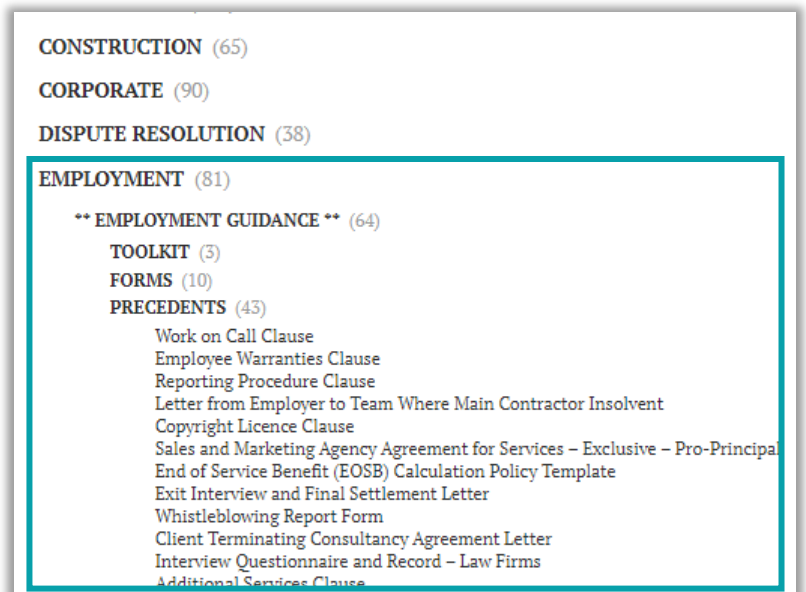 CONSTRUCTION (65)
CORPORATE (90)
DISPUTE RESOLUTION (38)
EMPLOYMENT (81)
** EMPLOYMENT GUIDANCE ** (64)
TOOLKIT (3)
FORMS (10)
PRECEDENTS (43)
Work on Call Clause
Employee Warranties Clause
Reporting Procedure Clause
Letter from Employer to Team Where Main Contractor Insolvent
Copyright Licence Clause
Sales and Marketing Agency Agreement for Services – Exclusive – Pro-Principal
End of Service Benefit (EOSB) Calculation Policy Template
Exit Interview and Final Settlement Letter
Whistleblowing Report Form
Client Terminating Consultancy Agreement Letter
Interview Questionnaire and Record – Law Firms
Additional Services Clause